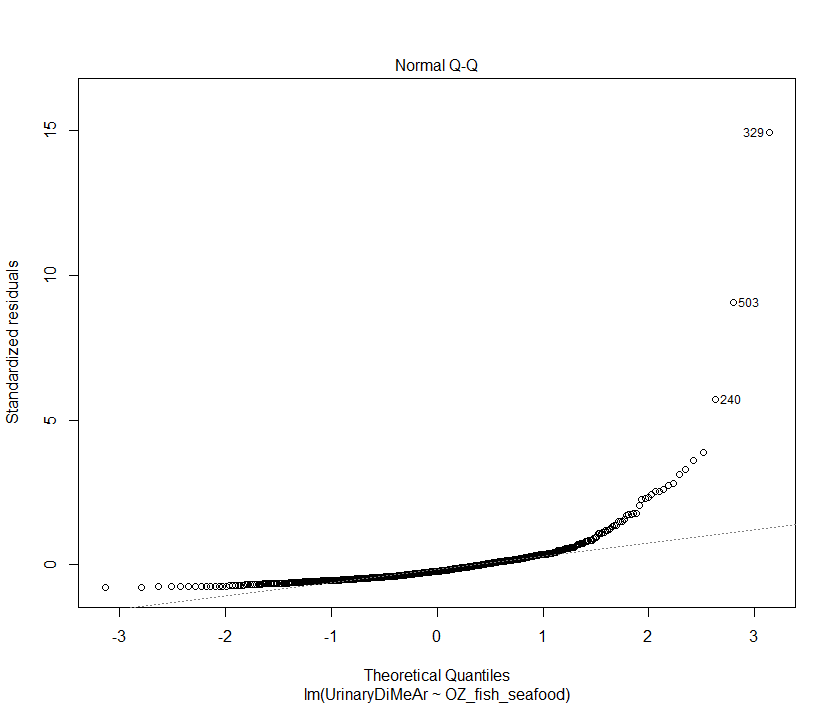 Normal Q-Q
15
10
5
0
Standardized residuals
329
503
240
-3 -2 -1 0 1 2 3
Theoretical Quantiles
lm(UrinaryDiMeAr ~ OZ_fish_seafood)